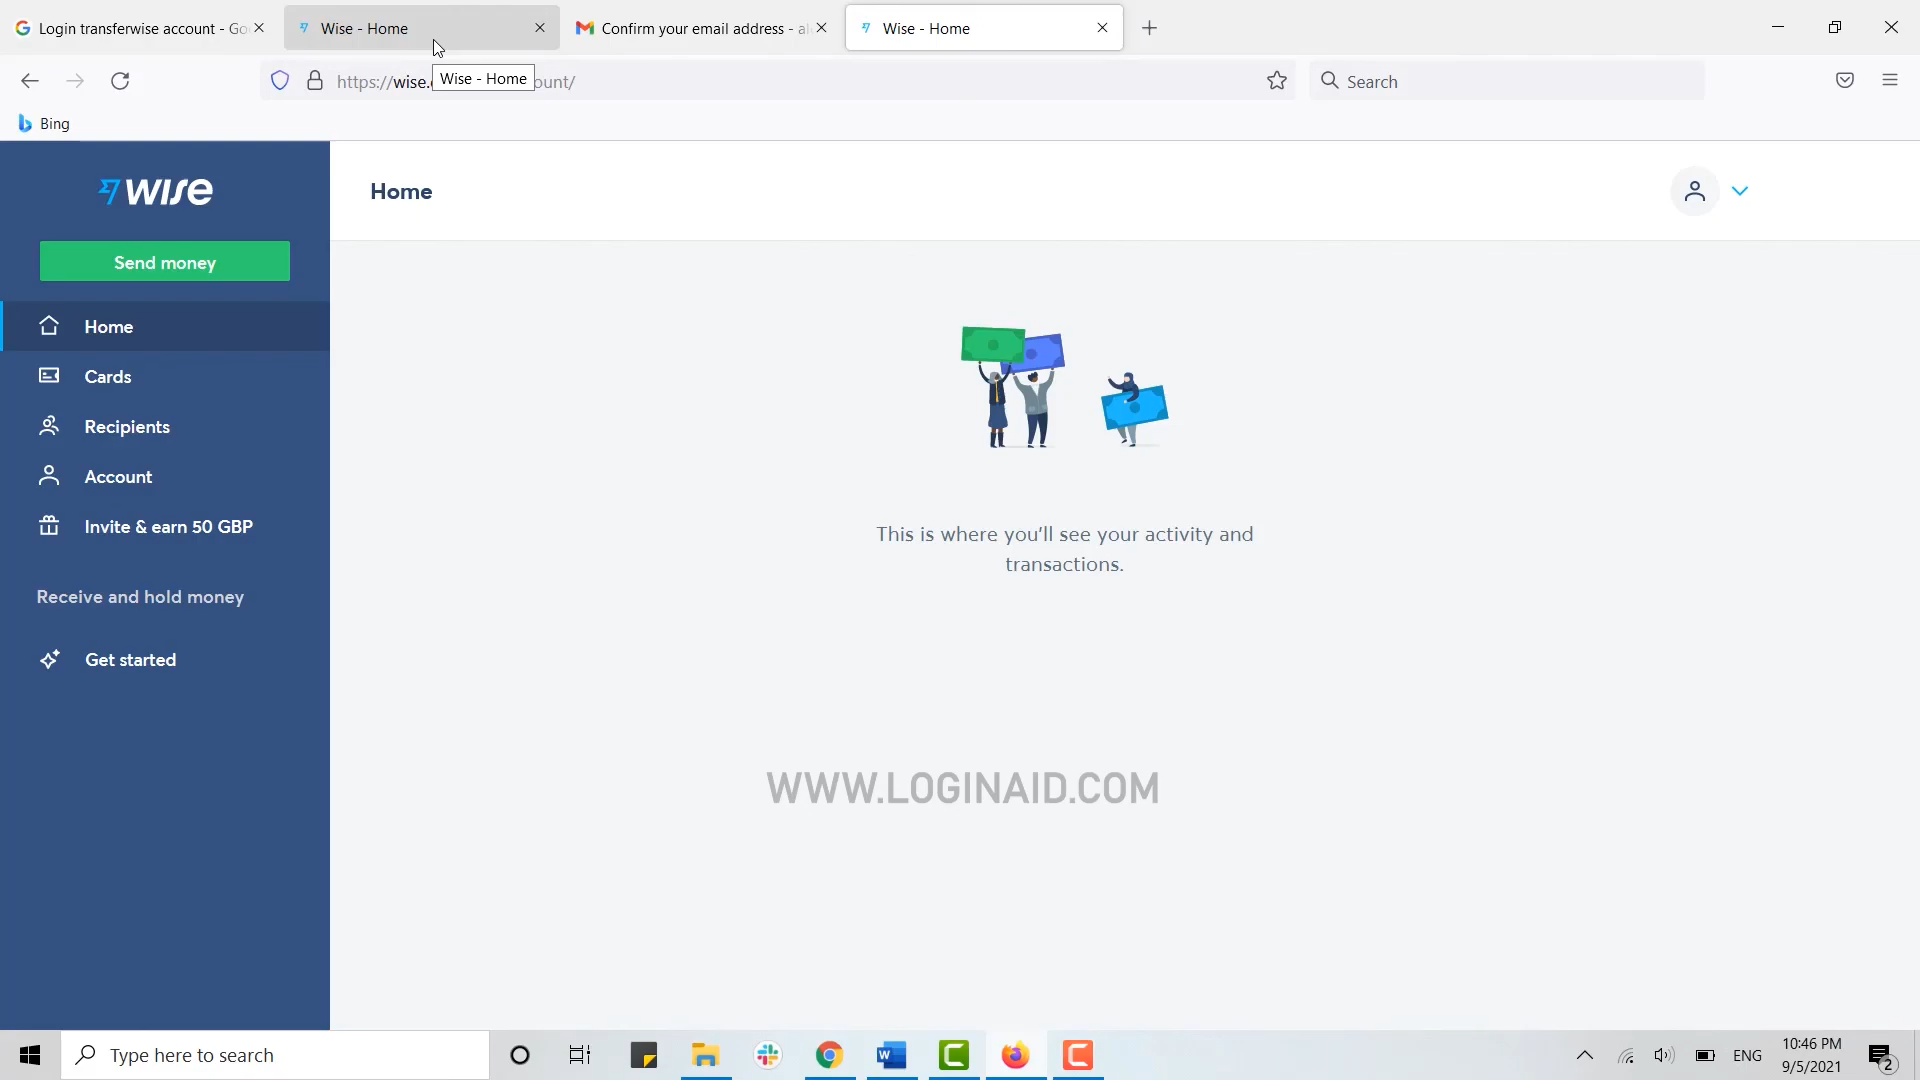 Login transferwise account - Go
Wise - Home
Confirm your email address - al
Wise - Home
https://wise.
ount/
Wise - Home
Search
Bing
wise
Home
Send money
Home
Cards
Recipients
Account
Invite & earn 50 GBP
Receive and hold money
Get started
This is where you'll see your activity and
transactions.
WWW.LOGINAID.COM
Type here to search
ENG
10:46 PM
9/5/2021
2